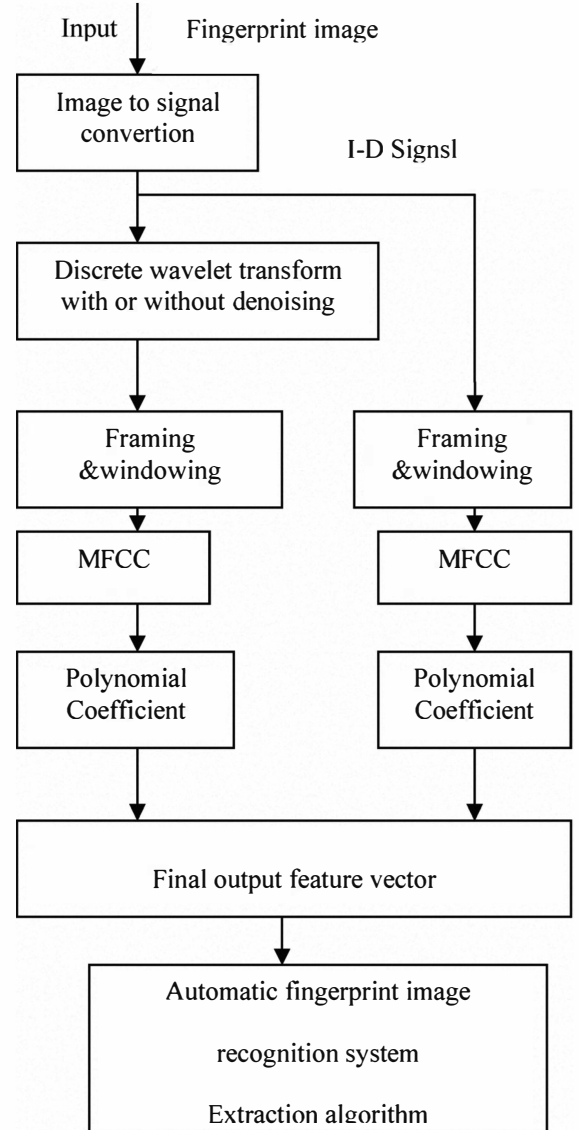 Input Fingerprint image
Image to signal
convertion
I-D Signsl
Discrete wavelet transform
with or without denoising
Framing
&windowing
Framing
&windowing
MFCC
MFCC
Polynomial
Coefficient
Polynomial
Coefficient
Final output feature vector
Automatic fingerprint image
recognition system
Extraction algorithm